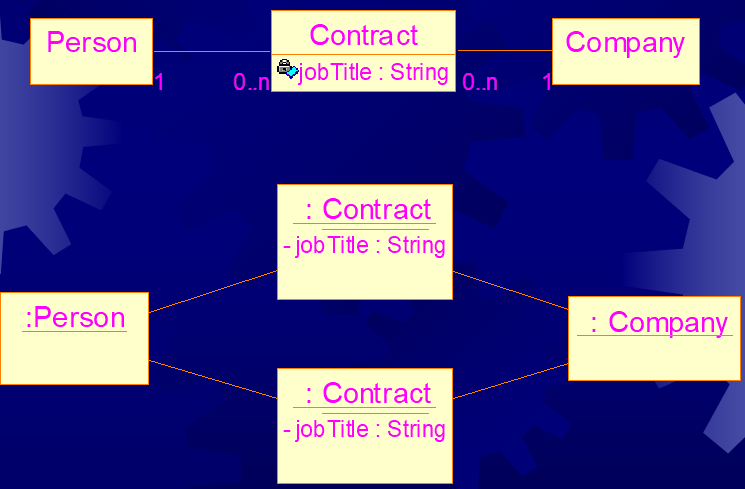 Person
Contract
Company
jobTitle : String
1
0..n
0..n
1
: Contract
- jobTitle : String
:Person
: Company
: Contract
- jobTitle : String